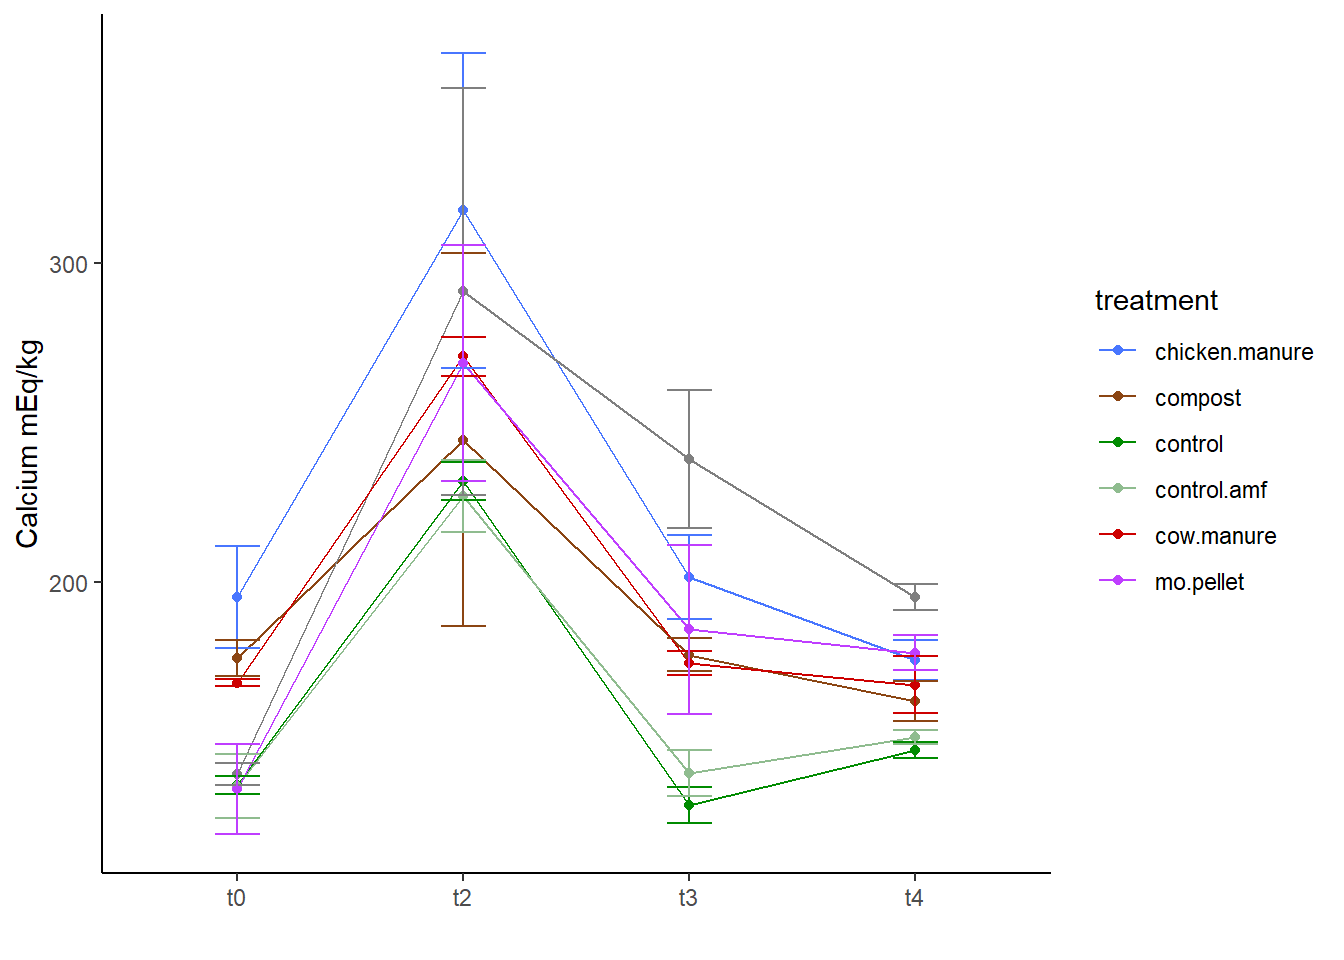 Calcium mEq/kg
300
200
t0
t2
t3
t4
treatment
chicken.manure
compost
control
control.amf
cow.manure
mo.pellet